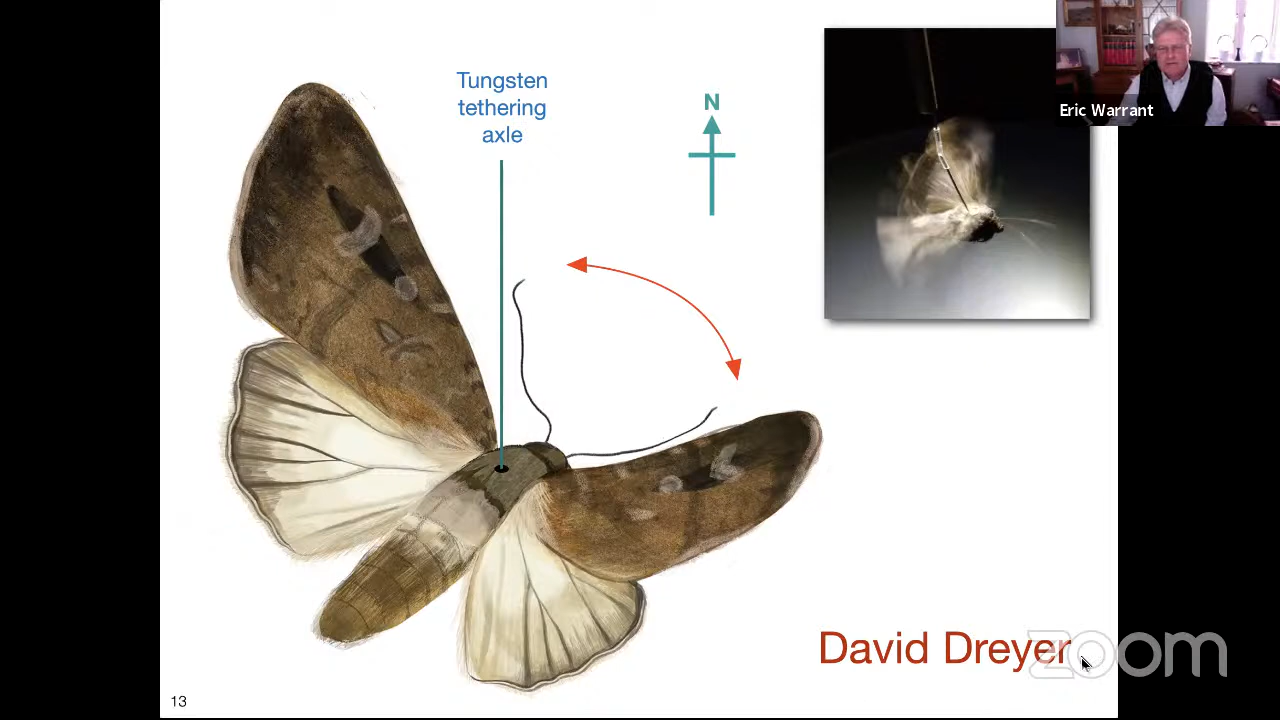 Tungsten
tethering
axle
N
Eric Warrant
David Dreyer
zoom
13